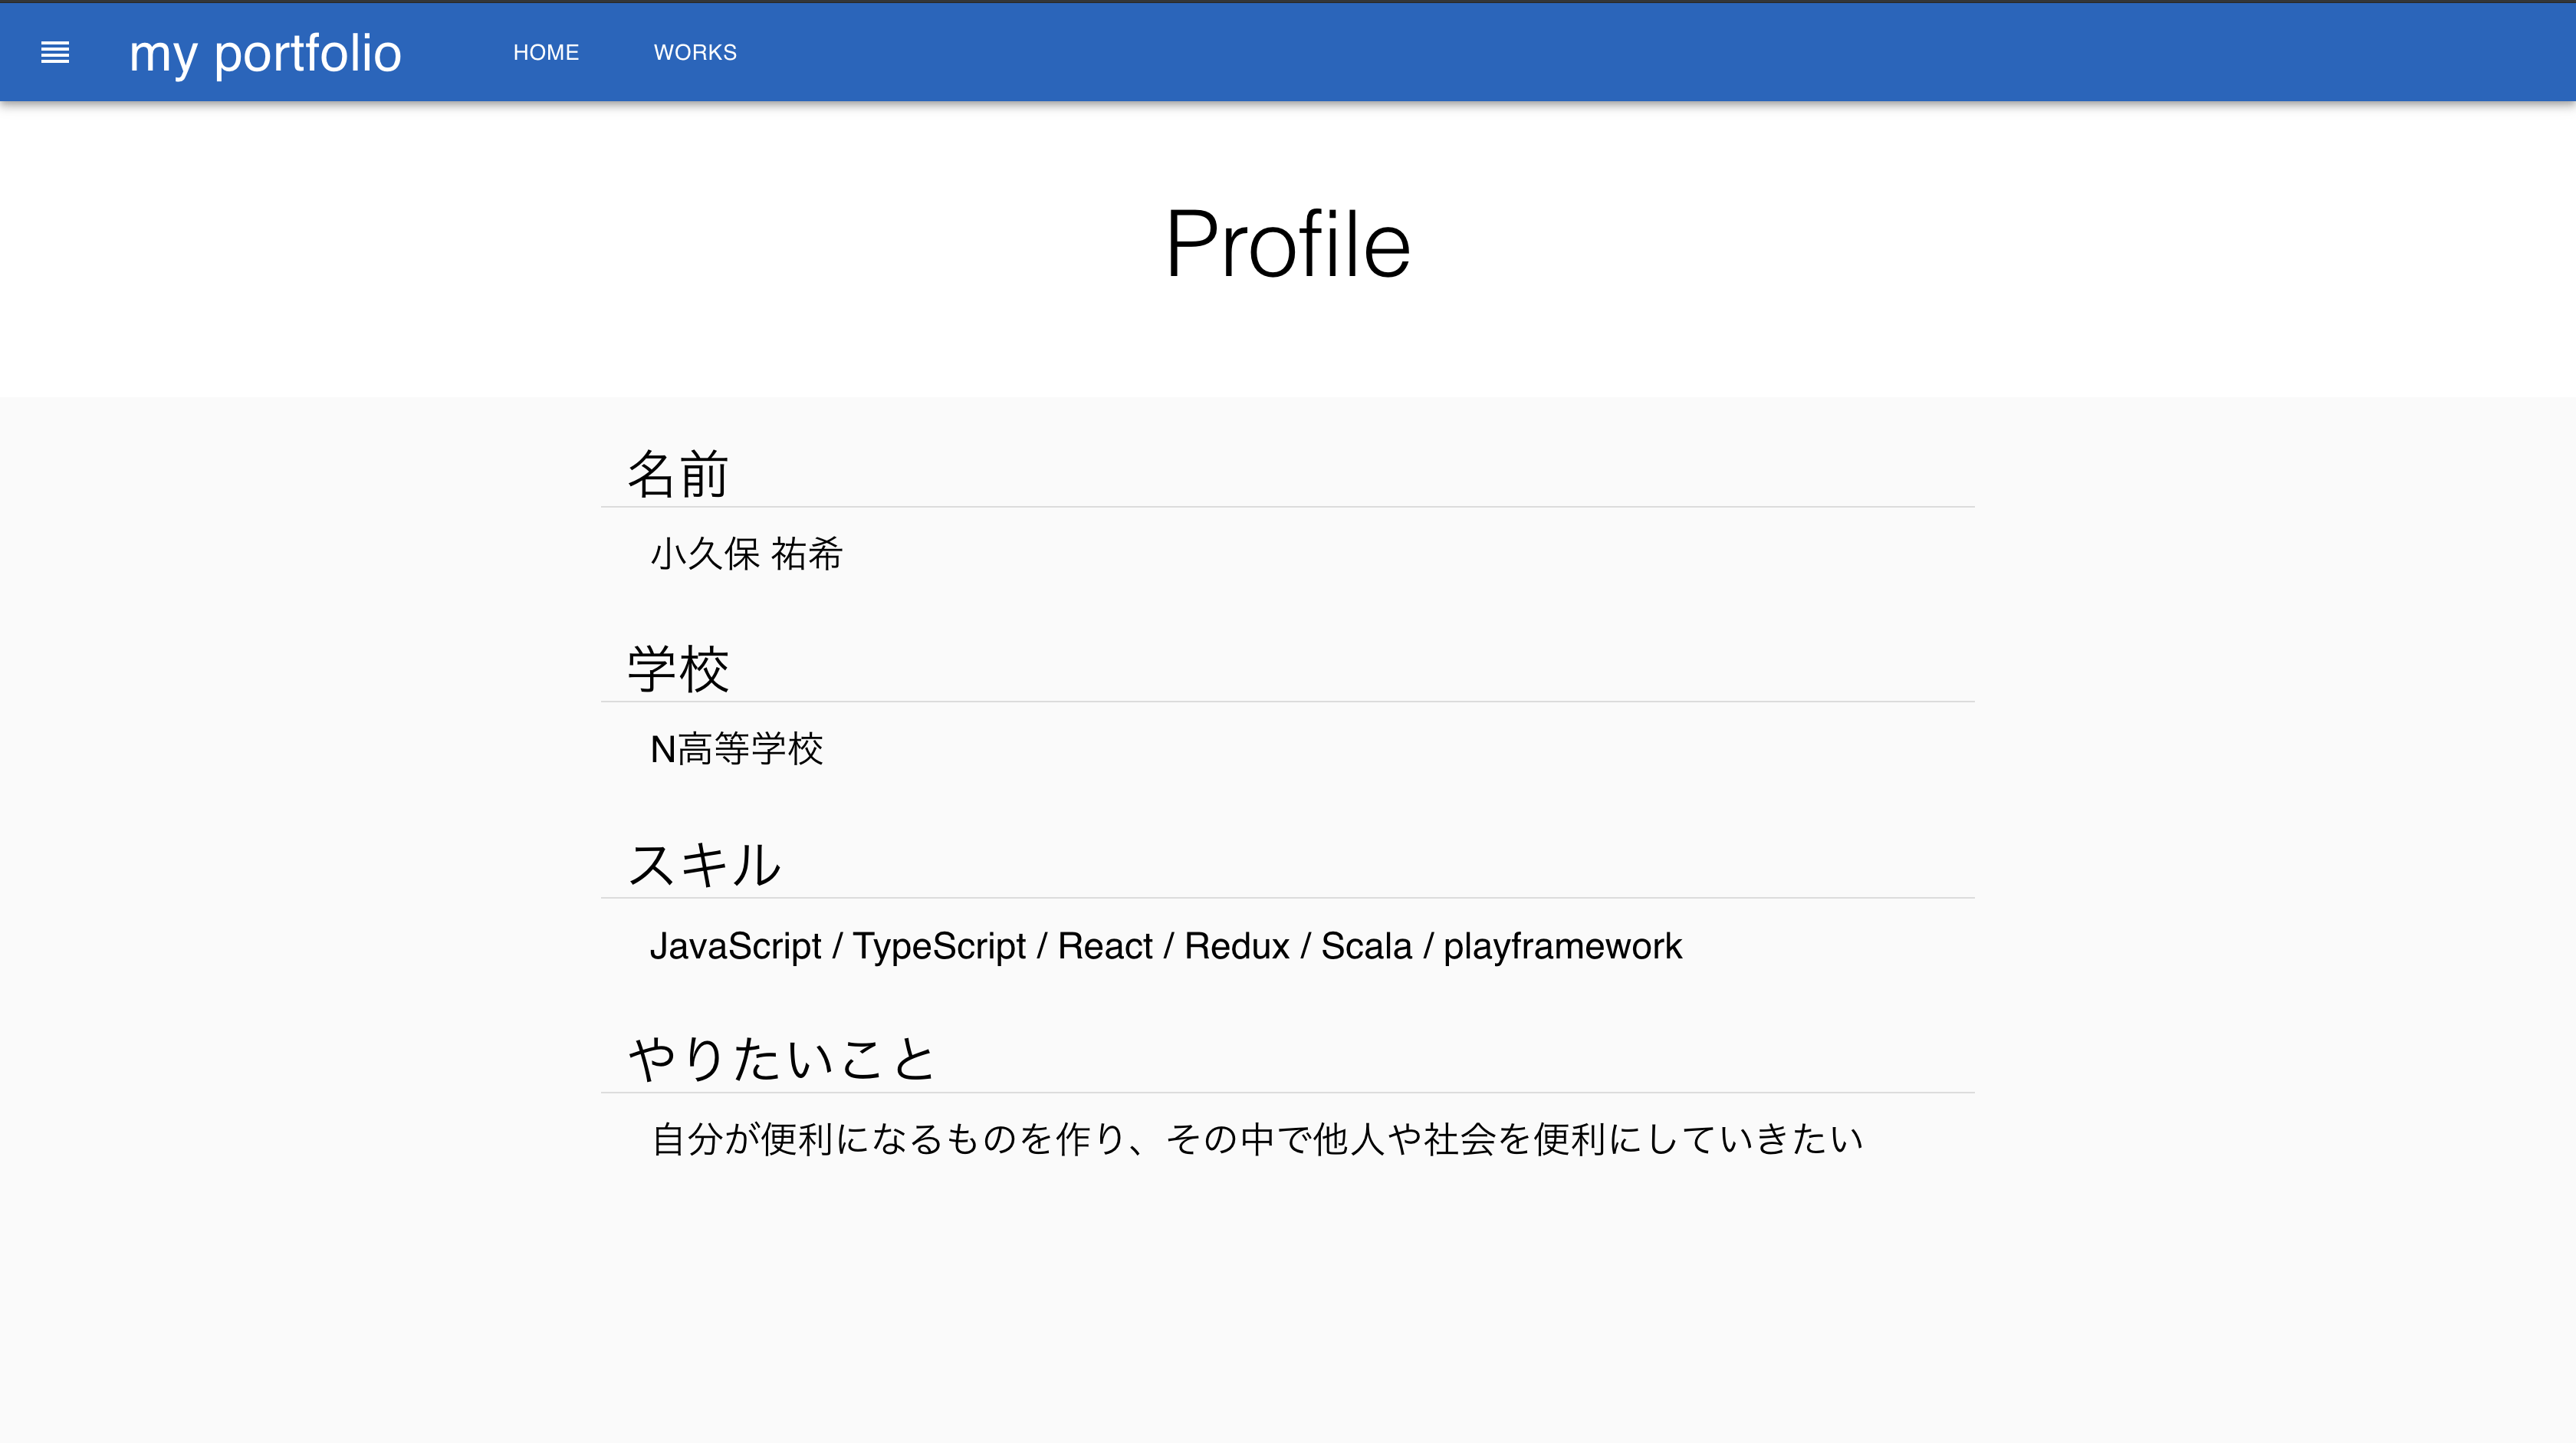 my portfolio HOME WORKS
Profile
名前
小久保 祐希
学校
N高等学校
スキル
JavaScript / TypeScript / React / Redux / Scala / playframework
やりたいこと
自分が便利になるものを作り、その中で他人や社会を便利にしていきたい